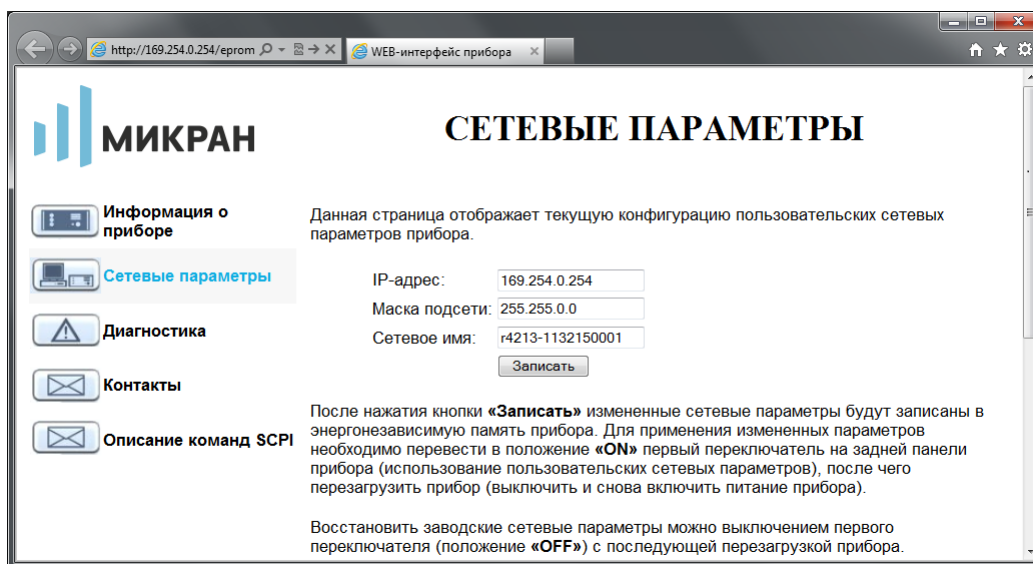 http://169.254.0.254/eprom
WEB-интерфейс прибора
МИКРАН
СЕТЕВЫЕ ПАРАМЕТРЫ
Информация о
приборе
Сетевые параметры
Диагностика
Контакты
Описание команд SCPI
Данная страница отображает текущую конфигурацию пользовательских сетевых
параметров прибора.
IP-адрес: 169.254.0.254
Маска подсети: 255.255.0.0
Сетевое имя: r4213-1132150001
Записать
После нажатия кнопки «Записать» измененные сетевые параметры будут записаны в
энергонезависимую память прибора. Для применения измененных параметров
необходимо перевести в положение «ON» первый переключатель на задней панели
прибора (использование пользовательских сетевых параметров), после чего
перезагрузить прибор (выключить и снова включить питание прибора).
Восстановить заводские сетевые параметры можно выключением первого
переключателя (положение «OFF») с последующей перезагрузкой прибора.